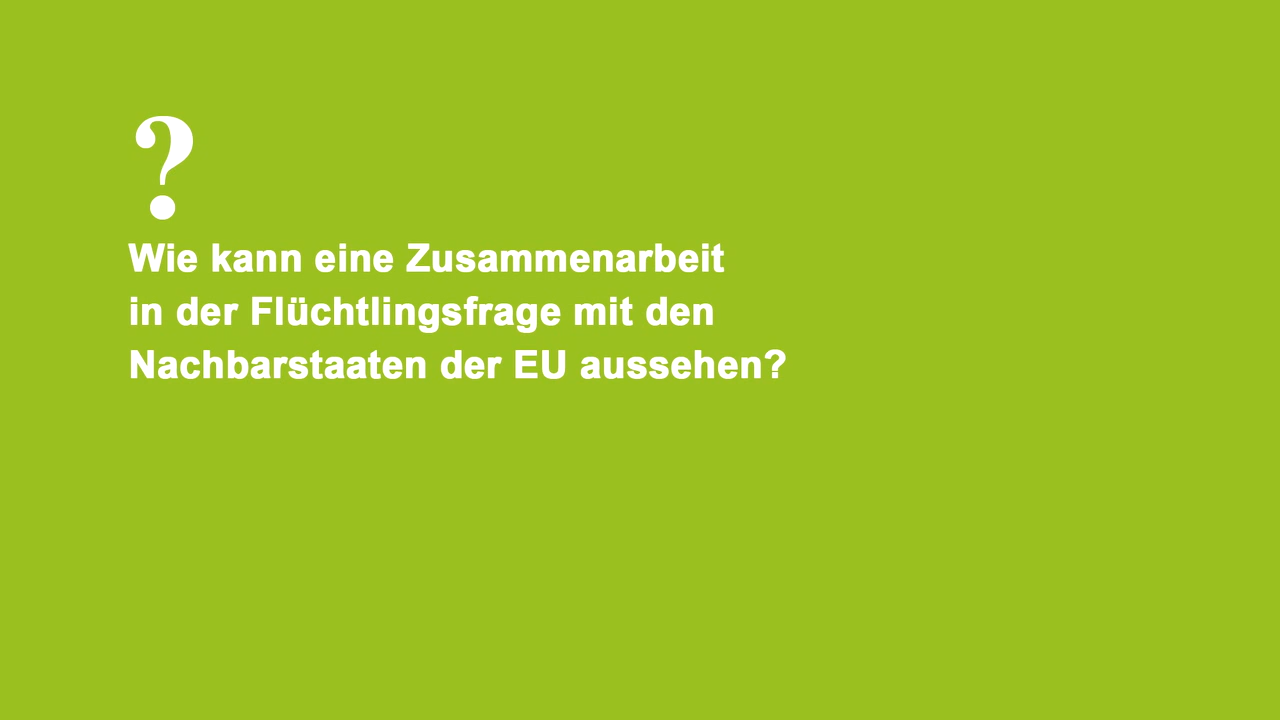 ?
Wie kann eine Zusammenarbeit
in der Flüchtlingsfrage mit den
Nachbarstaaten der EU aussehen?